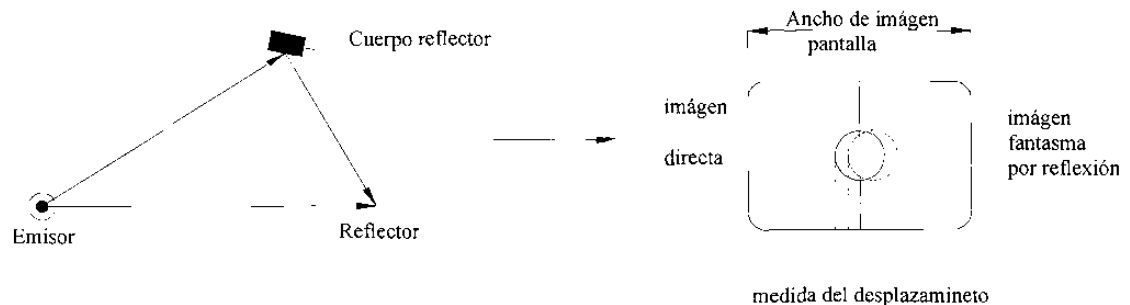 Ancho de imágen
pantalla
Cuerpo reflector
imágen
directa
imágen
fantasma
por reflexión
Emisor
Reflector
medida del desplazamineto